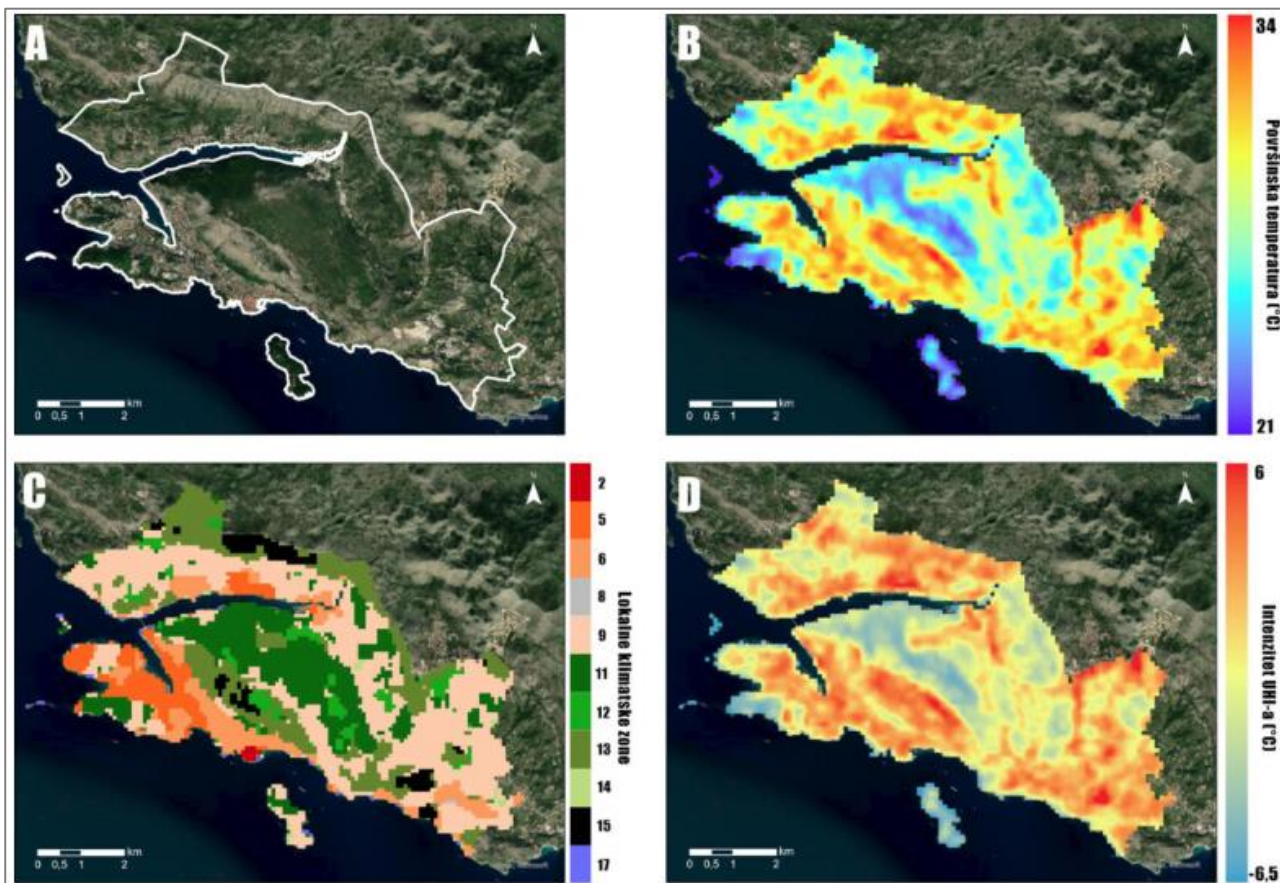 A
N
km
0 0,5 1 2
B
N
34
Površinska temperatura (°C)
21
km
0 0,5 1 2
C
N
2
5
6
8
9
11
12
13
14
15
17
Lokalne klimatske zone
km
0 0,5 1 2
D
N
6
Intenzitet UHI-a (°C)
-6,5
km
0 0,5 1 2